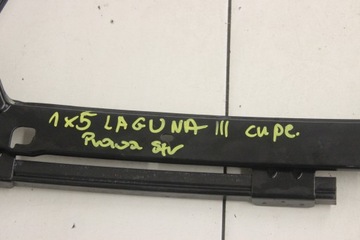 1x5 LAGUNA III cupe.
Prawa str